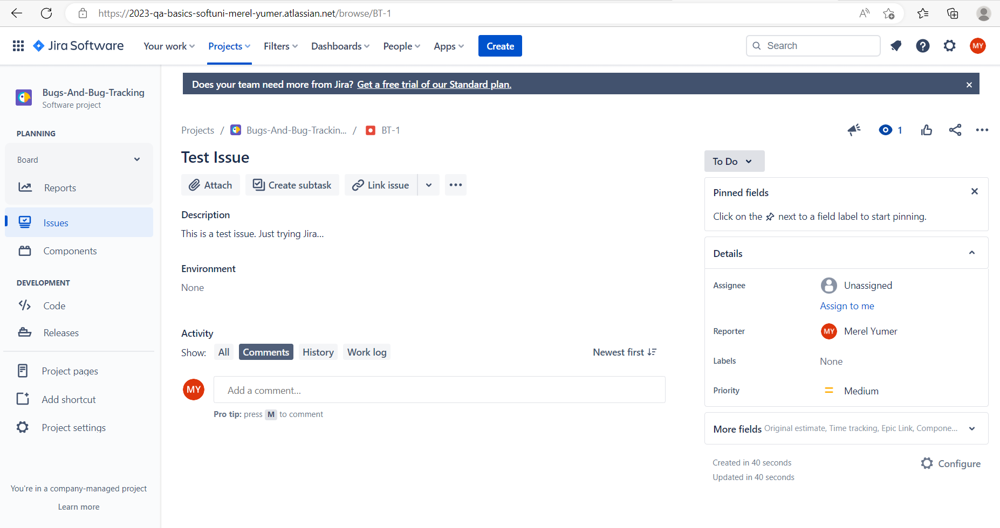 https://2023-qa-basics-softuni-merel-yumer.atlassian.net/browse/BT-1
Jira Software Your work Projects Filters Dashboards People Apps Create Search MY
Does your team need more from Jira? Get a free trial of our Standard plan.
Bugs-And-Bug-Tracking
Software project
PLANNING
Board
Reports
Issues
Components
DEVELOPMENT
Code
Releases
Project pages
Add shortcut
Project settings
You're in a company-managed project
Learn more
Projects / Bugs-And-Bug-Trackin... / BT-1
1
Test Issue
Attach Create subtask Link issue
Description
This is a test issue. Just trying Jira...
Environment
None
Activity
Show: All Comments History Work log Newest first
MY Add a comment...
Pro tip: press M to comment
To Do
Pinned fields
Click on the next to a field label to start pinning.
Details
Assignee Unassigned
Assign to me
Reporter MY Merel Yumer
Labels None
Priority Medium
More fields Original estimate, Time tracking, Epic Link, Compone...
Created in 40 seconds
Configure
Updated in 40 seconds